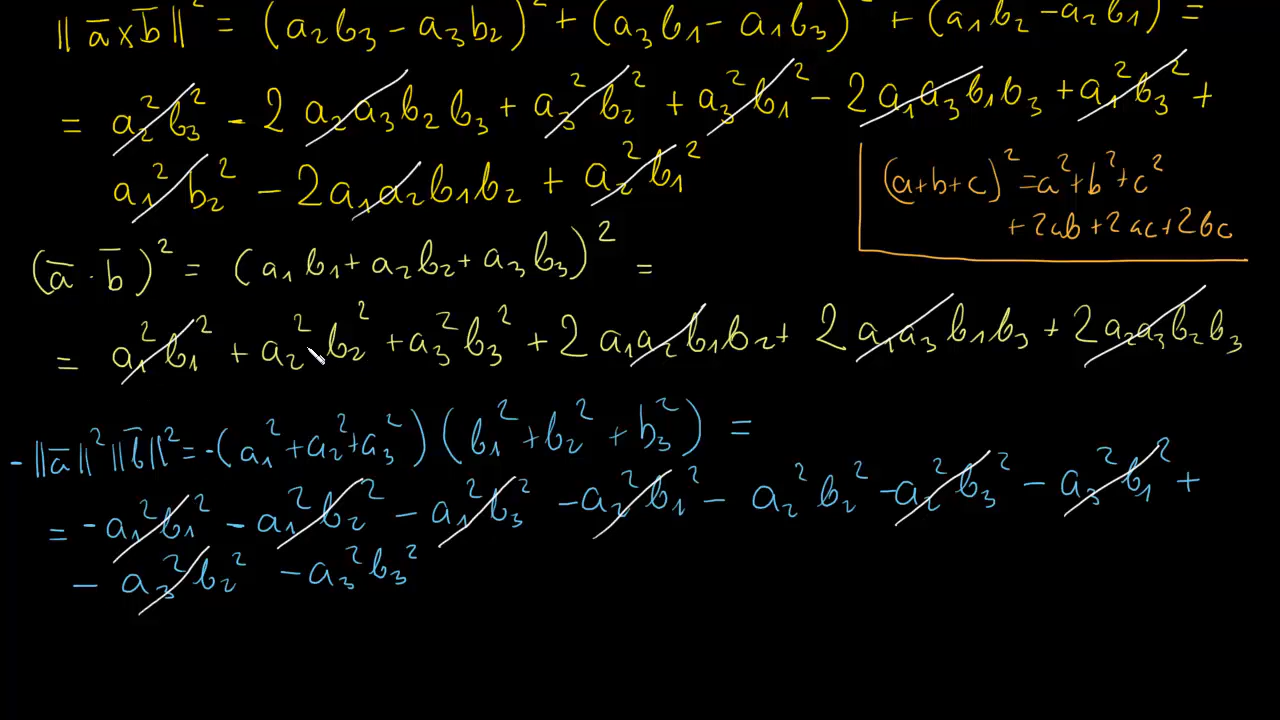 ‖a̅×b̅‖² = (a₂b₃ − a₃b₂)² + (a₃b₁ − a₁b₃)² + (a₁b₂ − a₂b₁)² =
= a₂²b₃² − 2a₂a₃b₂b₃ + a₃²b₂² + a₃²b₁² − 2a₁a₃b₁b₃ + a₁²b₃² +
a₁²b₂² − 2a₁a₂b₁b₂ + a₂²b₁²
(a+b+c)² = a²+b²+c²
+2ab+2ac+2bc
(a̅ · b̅)² = (a₁b₁ + a₂b₂ + a₃b₃)² =
= a₁²b₁² + a₂²b₂² + a₃²b₃² + 2a₁a₂b₁b₂ + 2a₁a₃b₁b₃ + 2a₂a₃b₂b₃
-‖a̅‖²‖b̅‖² = -(a₁²+a₂²+a₃²)(b₁²+b₂²+b₃²) =
= -a₁²b₁² − a₁²b₂² − a₁²b₃² − a₂²b₁² − a₂²b₂² − a₂²b₃² − a₃²b₁² +
− a₃²b₂² − a₃²b₃²